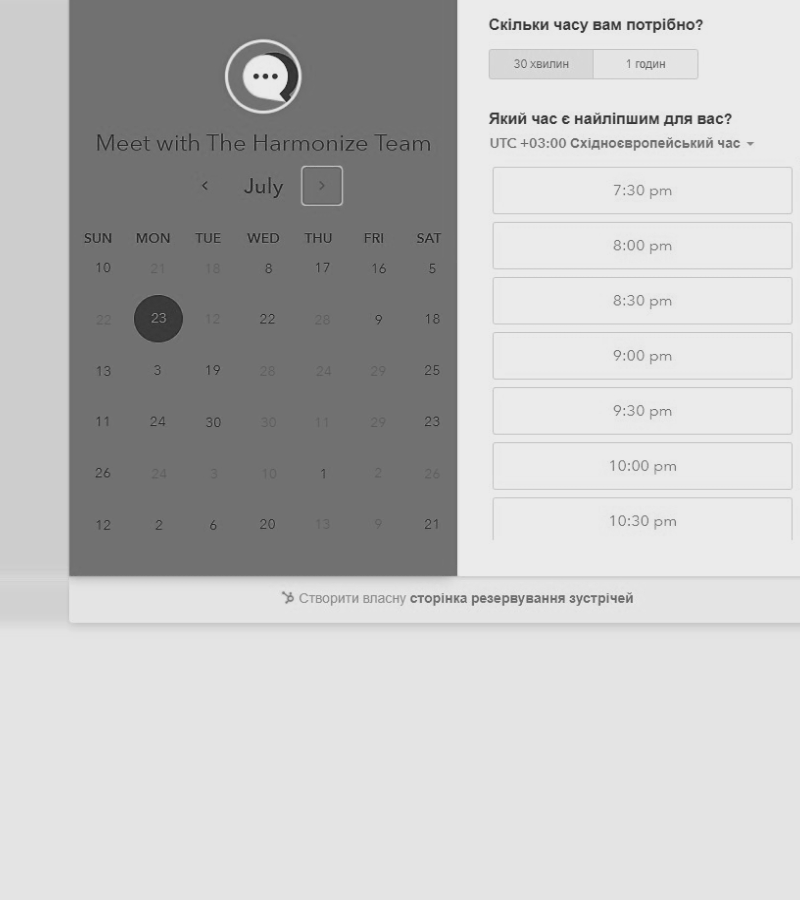 Meet with The Harmonize Team
July
SUN MON TUE WED THU FRI SAT
10 21 18 8 17 16 5
22 23 12 22 28 9 18
13 3 19 28 24 29 25
11 24 30 30 11 29 23
26 24 3 10 1 2 26
12 2 6 20 13 9 21
Скільки часу вам потрібно?
30 хвилин 1 годин
Який час є найліпшим для вас?
UTC +03:00 Східноєвропейський час
7:30 pm
8:00 pm
8:30 pm
9:00 pm
9:30 pm
10:00 pm
10:30 pm
Створити власну сторінка резервування зустрічей